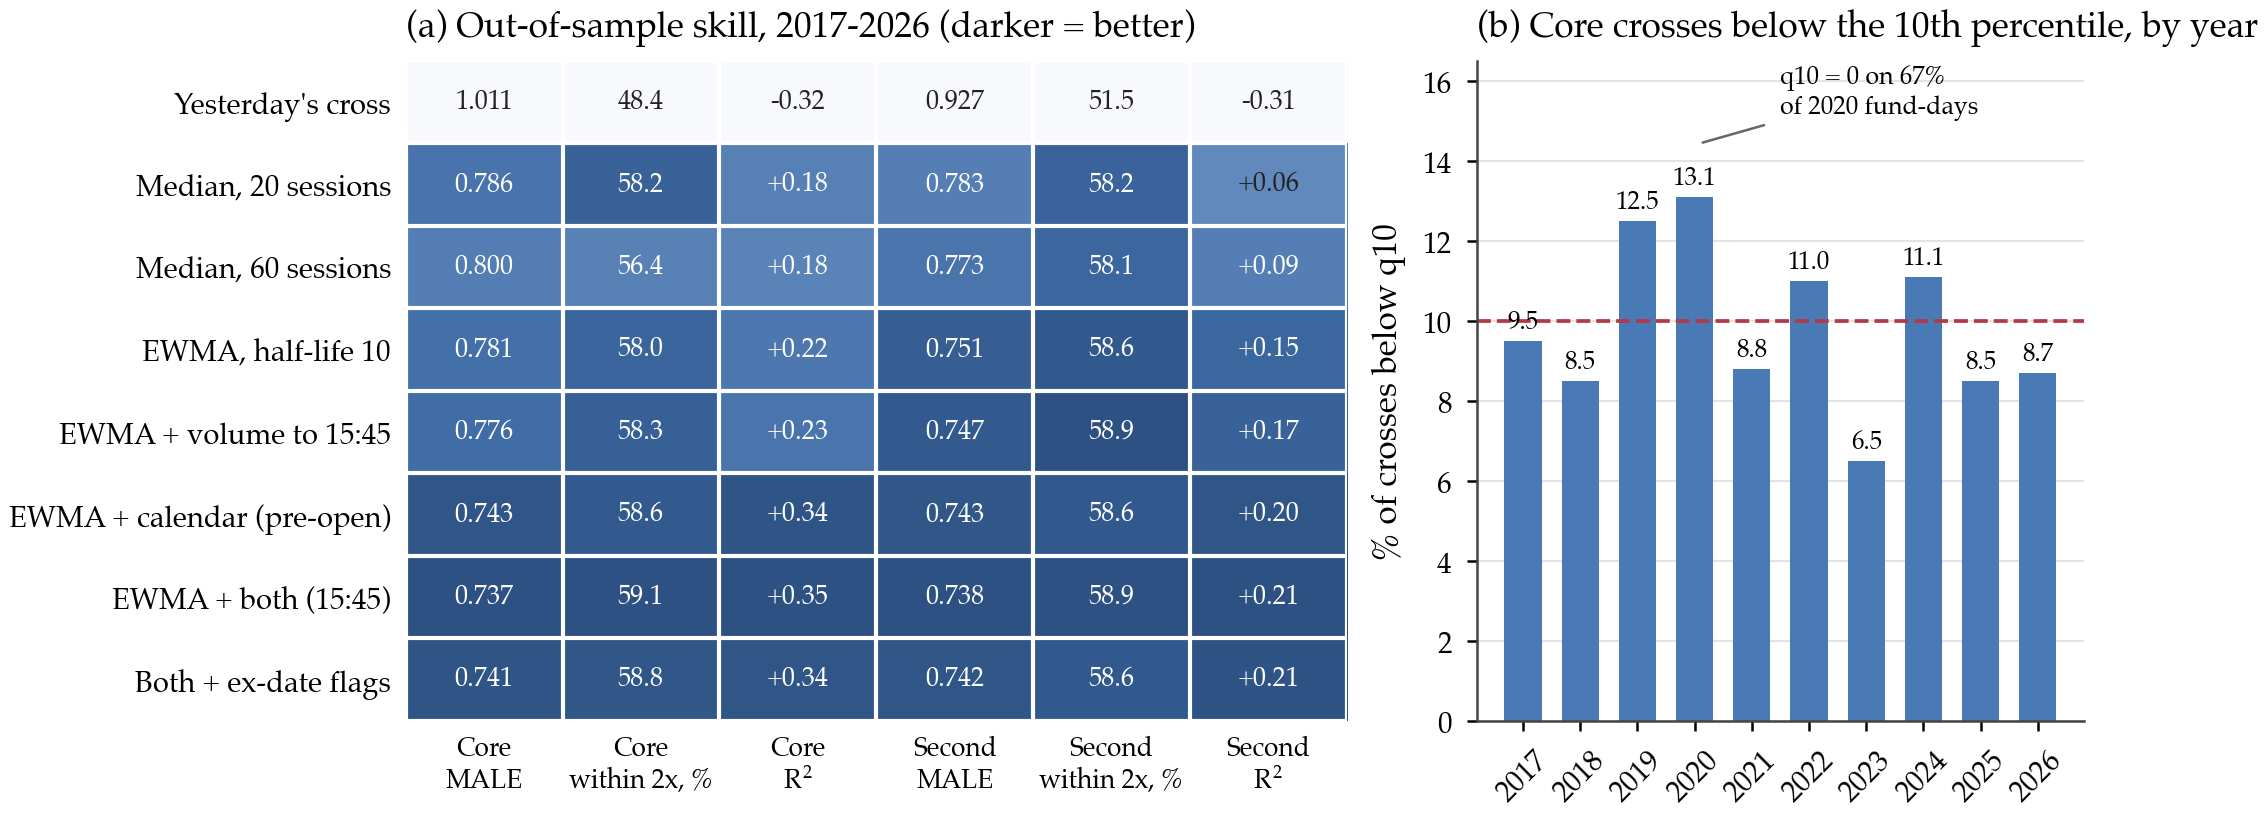 (a) Out-of-sample skill, 2017-2026 (darker = better)
Yesterday's cross 1.011 48.4 -0.32 0.927 51.5 -0.31
Median, 20 sessions 0.786 58.2 +0.18 0.783 58.2 +0.06
Median, 60 sessions 0.800 56.4 +0.18 0.773 58.1 +0.09
EWMA, half-life 10 0.781 58.0 +0.22 0.751 58.6 +0.15
EWMA + volume to 15:45 0.776 58.3 +0.23 0.747 58.9 +0.17
EWMA + calendar (pre-open) 0.743 58.6 +0.34 0.743 58.6 +0.20
EWMA + both (15:45) 0.737 59.1 +0.35 0.738 58.9 +0.21
Both + ex-date flags 0.741 58.8 +0.34 0.742 58.6 +0.21
Core Core Core Second Second Second
MALE within 2x, % R² MALE within 2x, % R²
(b) Core crosses below the 10th percentile, by year
q10 = 0 on 67%
of 2020 fund-days
% of crosses below q10
16
14
12
10
8
6
4
2
0
9.5 8.5 12.5 13.1 8.8 11.0 6.5 11.1 8.5 8.7
2017 2018 2019 2020 2021 2022 2023 2024 2025 2026